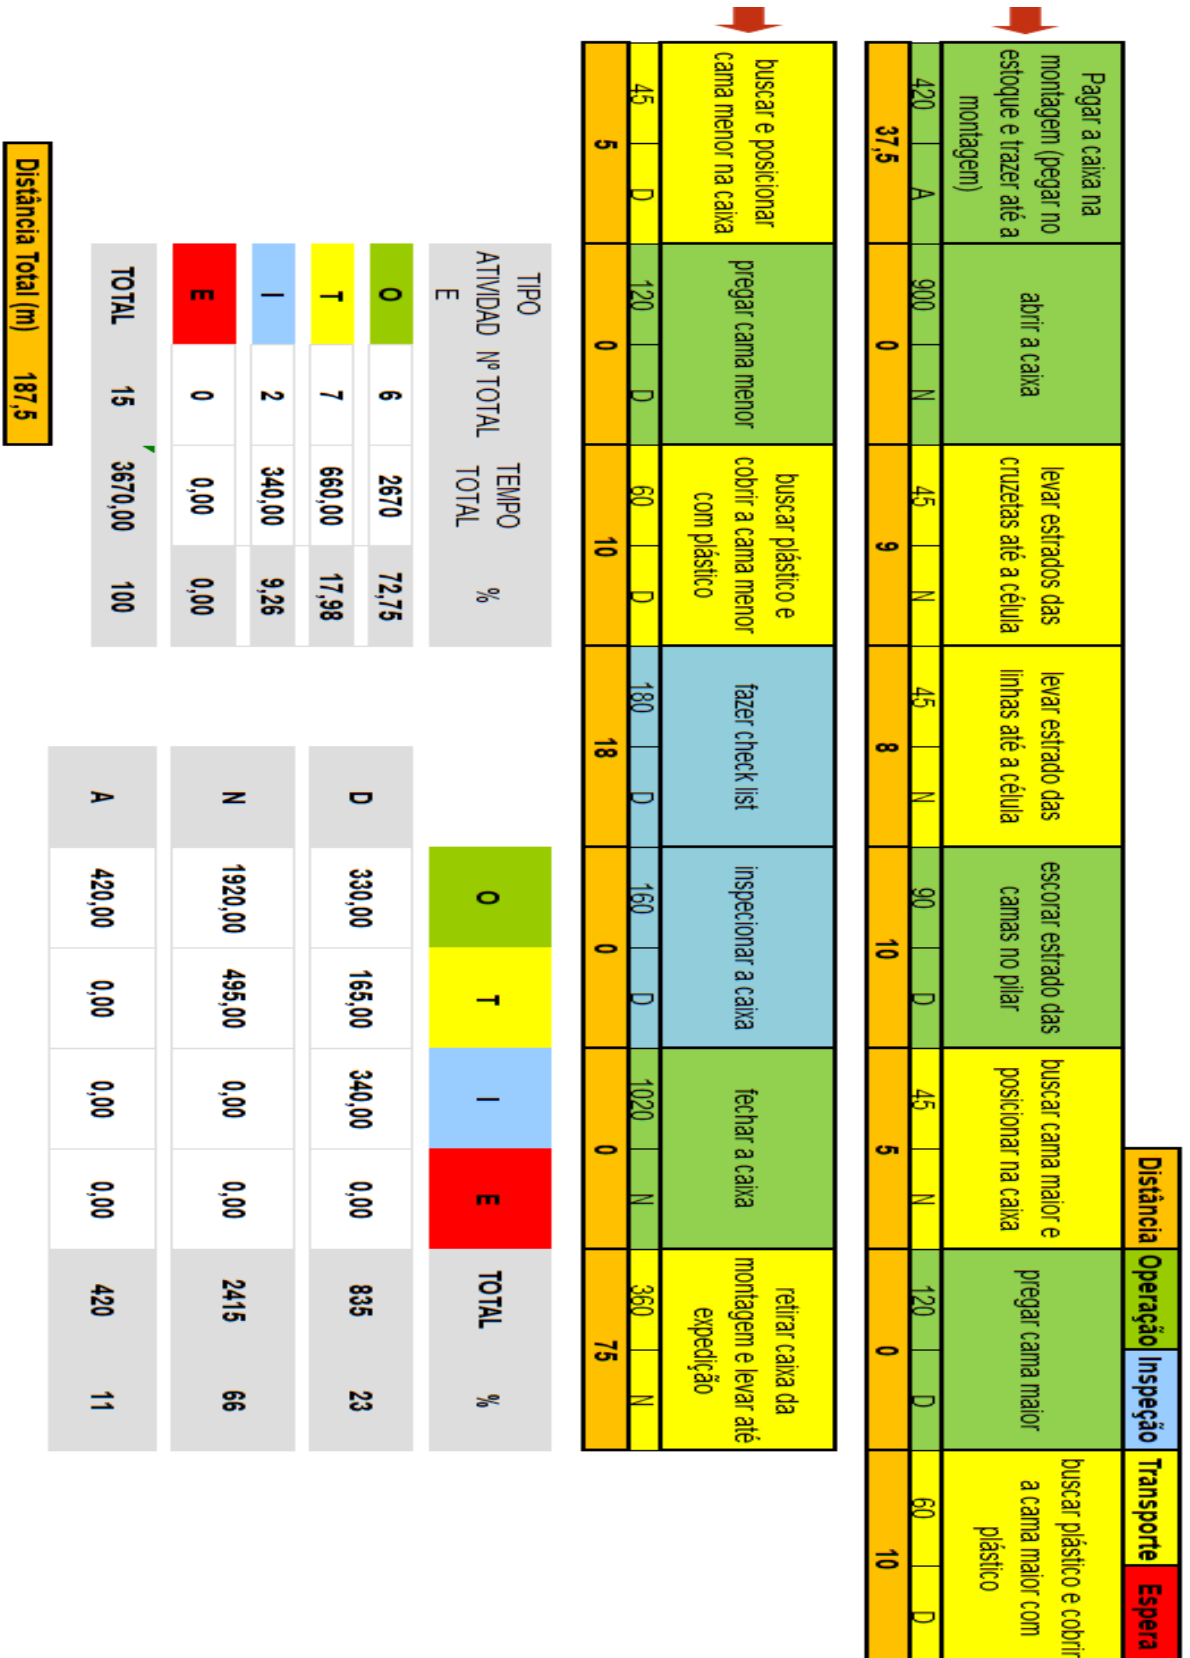 Distância Operação Inspeção Transporte Espera
Pagar a caixa na
montagem (pegar no
estoque e trazer até a
montagem)
420 A
37,5
abrir a caixa
900 N
0
levar estrados das
cruzetas até a célula
45 N
9
levar estrado das
linhas até a célula
45 N
8
escorar estrado das
camas no pilar
90 D
10
buscar cama maior e
posicionar na caixa
45 N
5
pregar cama maior
120 D
0
buscar plástico e cobrir
a cama maior com
plástico
60 D
10
buscar e posicionar
cama menor na caixa
45 D
5
pregar cama menor
120 D
0
buscar plástico e
cobrir a cama menor
com plástico
60 D
10
fazer check list
180 D
18
inspecionar a caixa
160 D
0
fechar a caixa
1020 N
0
retirar caixa da
montagem e levar até
expedição
360 N
75
TIPO
ATIVIDAD
E
Nº TOTAL
TEMPO
TOTAL
%
O 6 2670 72,75
T 7 660,00 17,98
I 2 340,00 9,26
E 0 0,00 0,00
TOTAL 15 3670,00 100
O T I E TOTAL %
D 330,00 165,00 340,00 0,00 835 23
N 1920,00 495,00 0,00 0,00 2415 66
A 420,00 0,00 0,00 0,00 420 11
Distância Total (m) 187,5